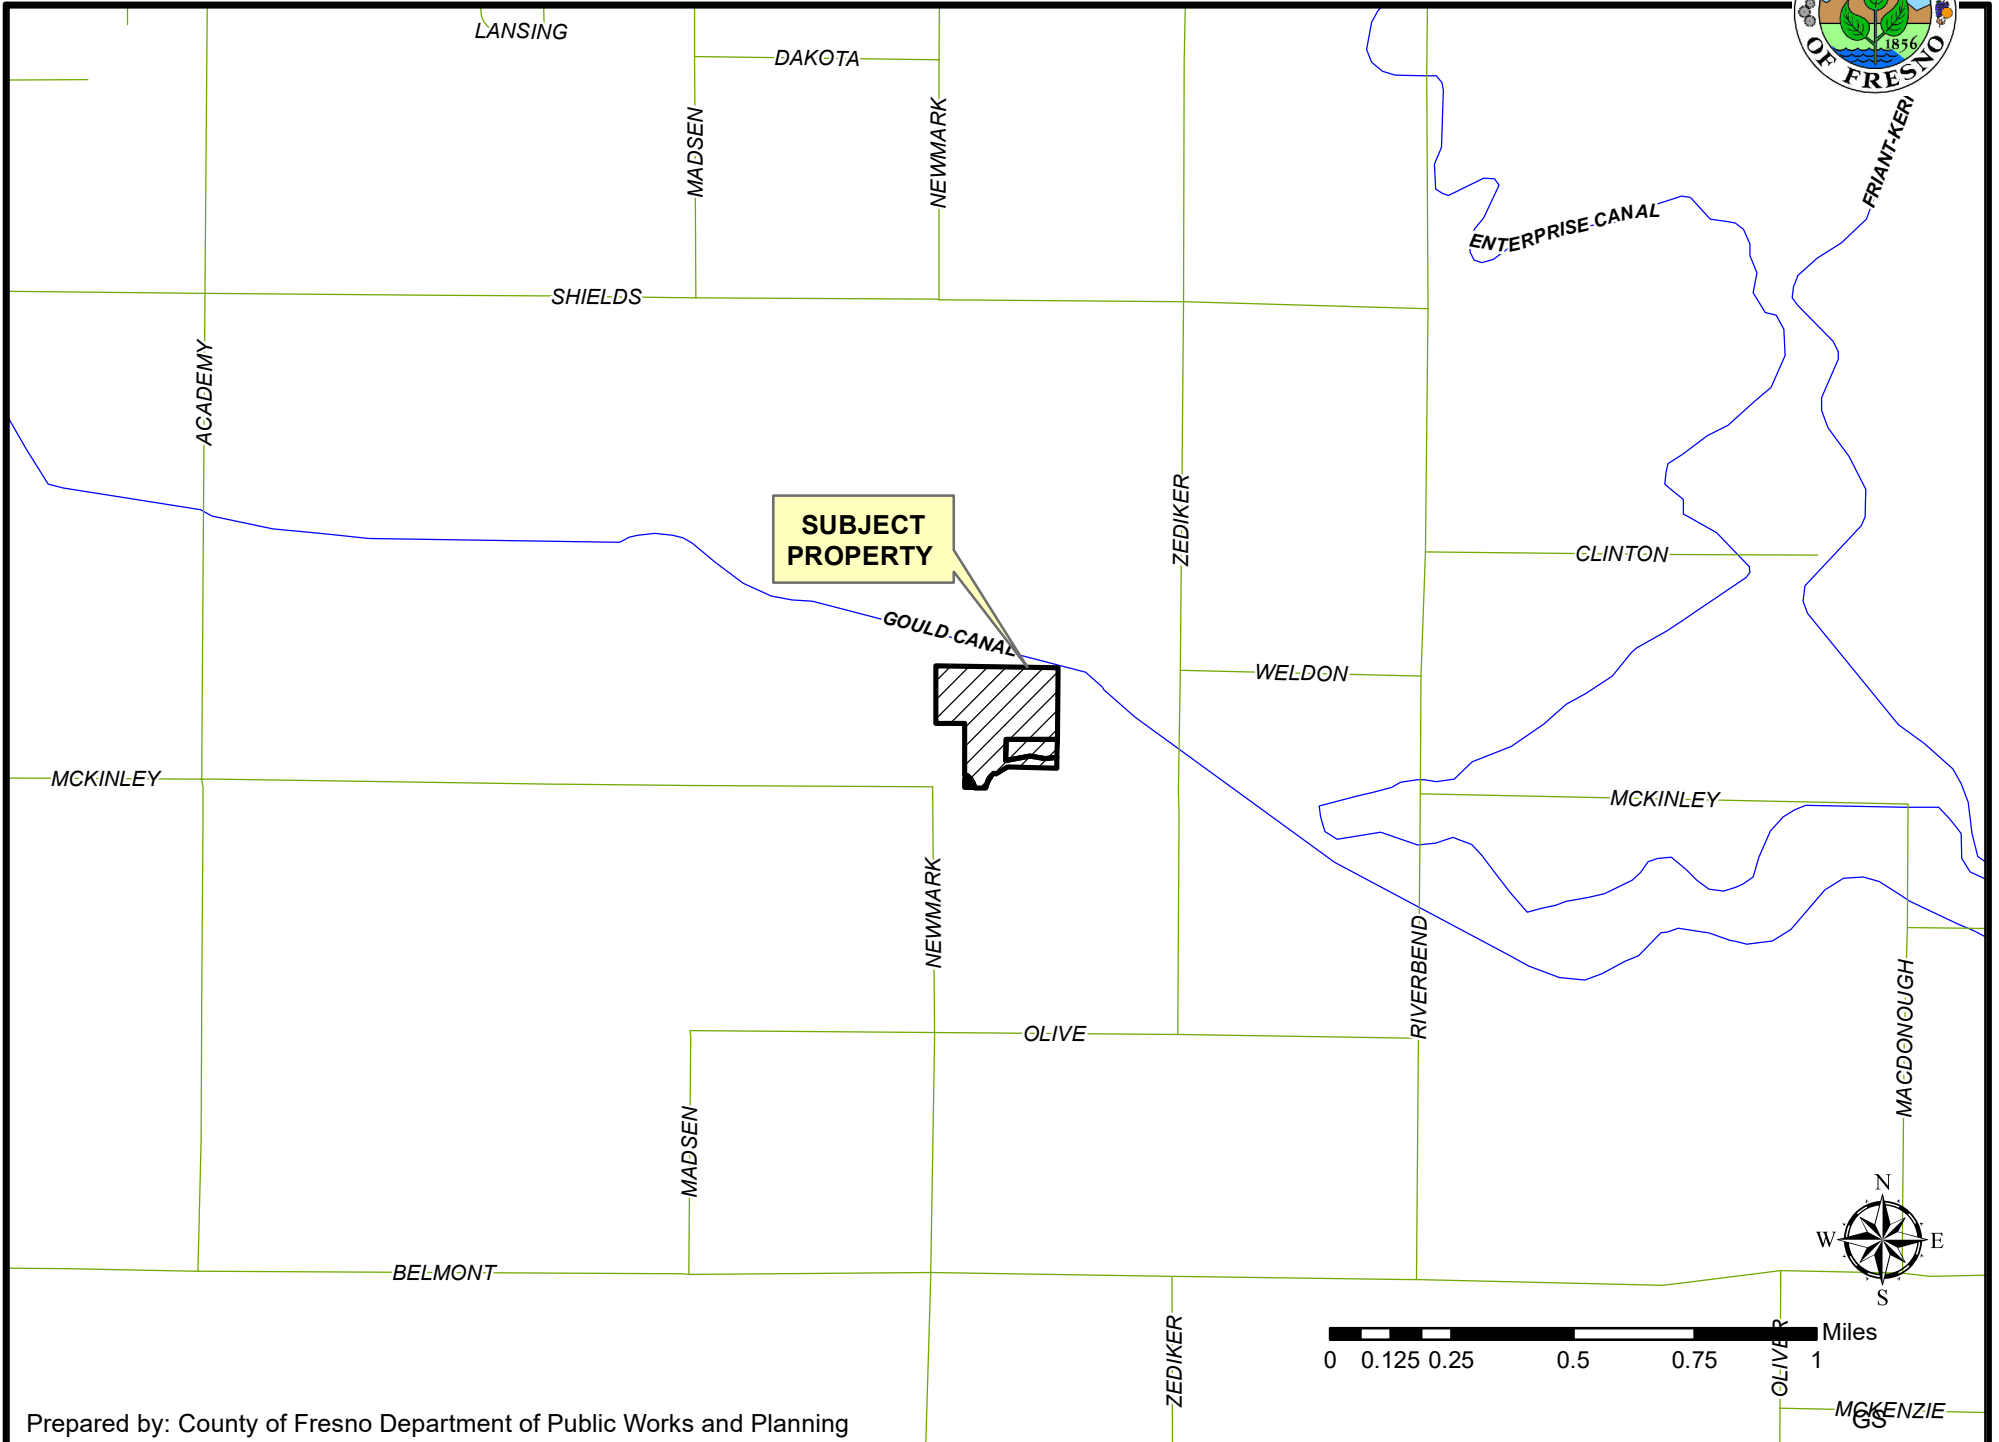 LANSING
DAKOTA
1856
OF FRESNO
MADSEN
NEWMARK
FRIANT-KER
ENTERPRISE CANAL
SHIELDS
ACADEMY
SUBJECT
PROPERTY
ZEDIKER
CLINTON
GOULD CANAL
WELDON
MCKINLEY
MCKINLEY
NEWMARK
RIVERBEND
OLIVE
MACDONOUGH
MADSEN
N
W
E
S
BELMONT
ZEDIKER
Miles
0 0.125 0.25 0.5 0.75 1
OLIVER
MCKENZIE
GS
Prepared by: County of Fresno Department of Public Works and Planning